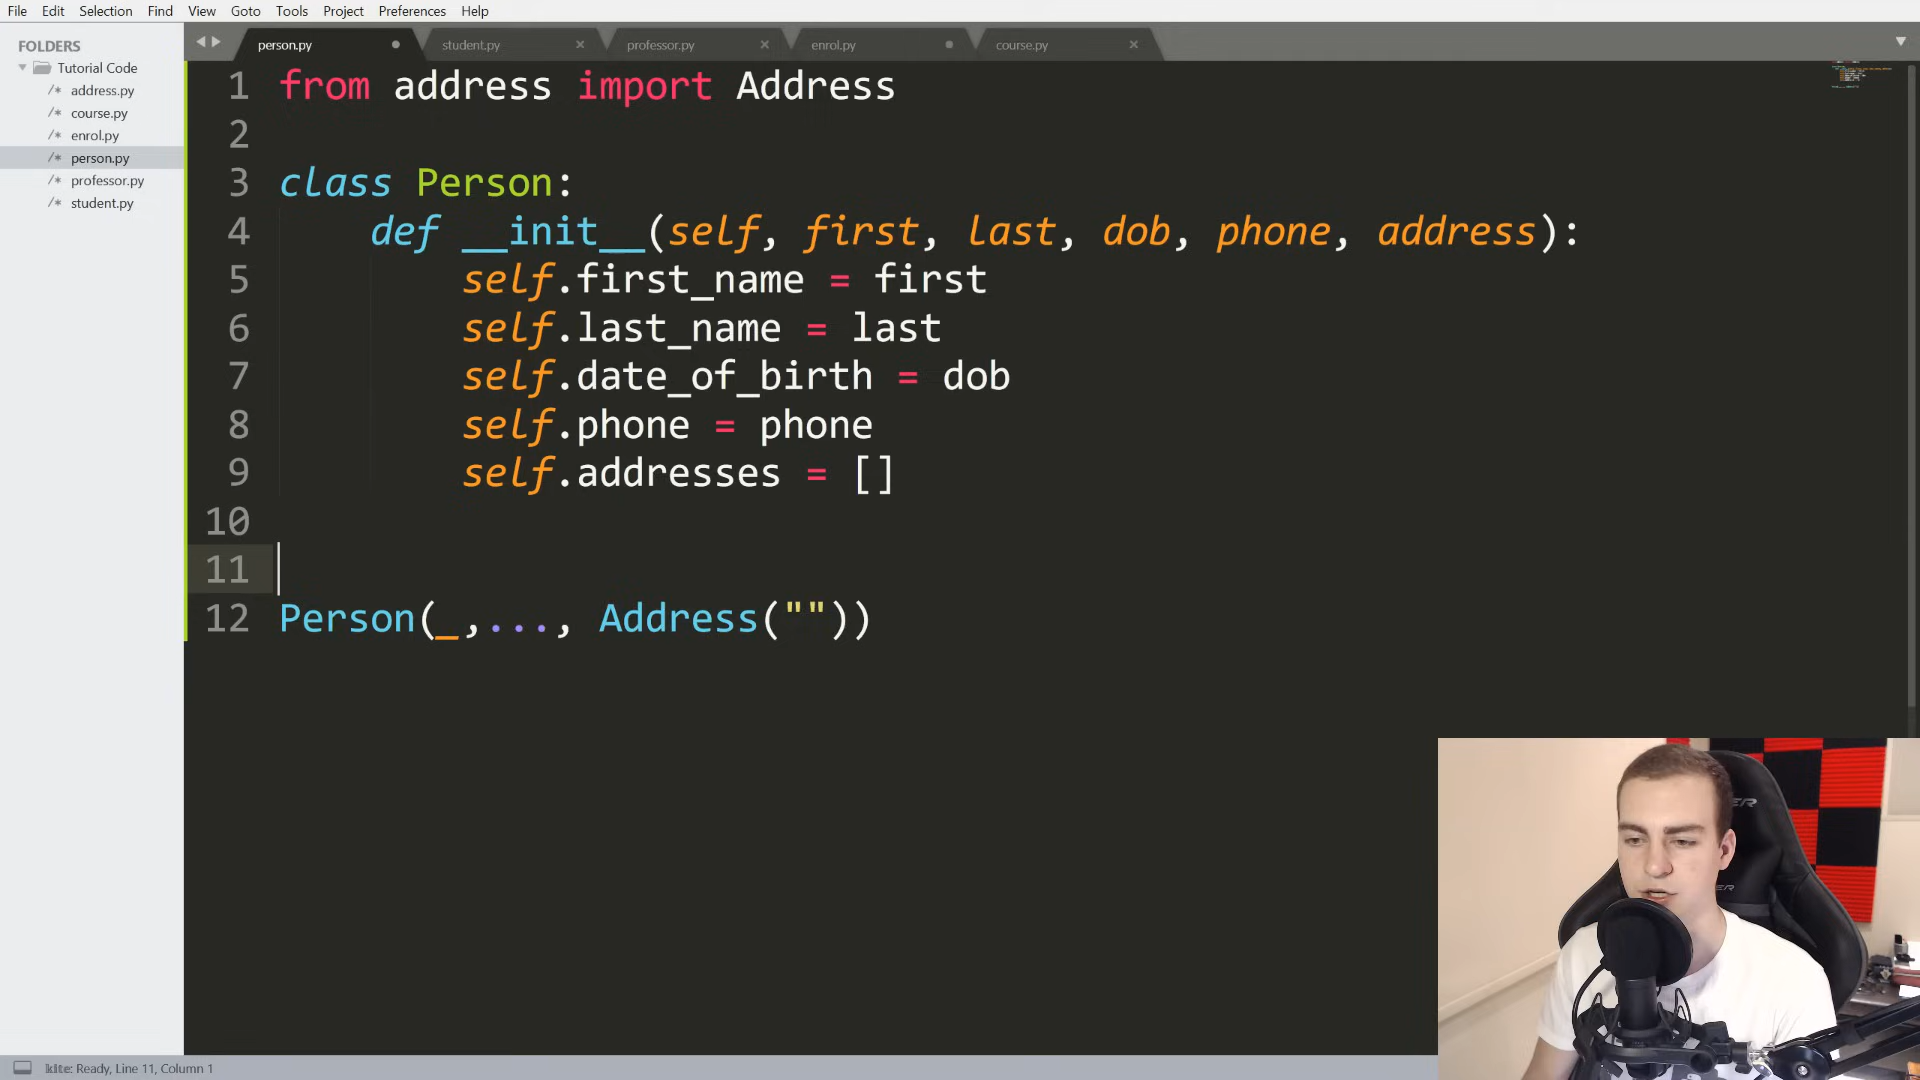 File Edit Selection Find View Goto Tools Project Preferences Help
FOLDERS
Tutorial Code
/* address.py
/* course.py
/* enrol.py
/* person.py
/* professor.py
/* student.py
person.py student.py professor.py enrol.py course.py
1 from address import Address
2
3 class Person:
4 def __init__(self, first, last, dob, phone, address):
5 self.first_name = first
6 self.last_name = last
7 self.date_of_birth = dob
8 self.phone = phone
9 self.addresses = []
10
11
12 Person(_,..., Address(""))
kite: Ready, Line 11, Column 1